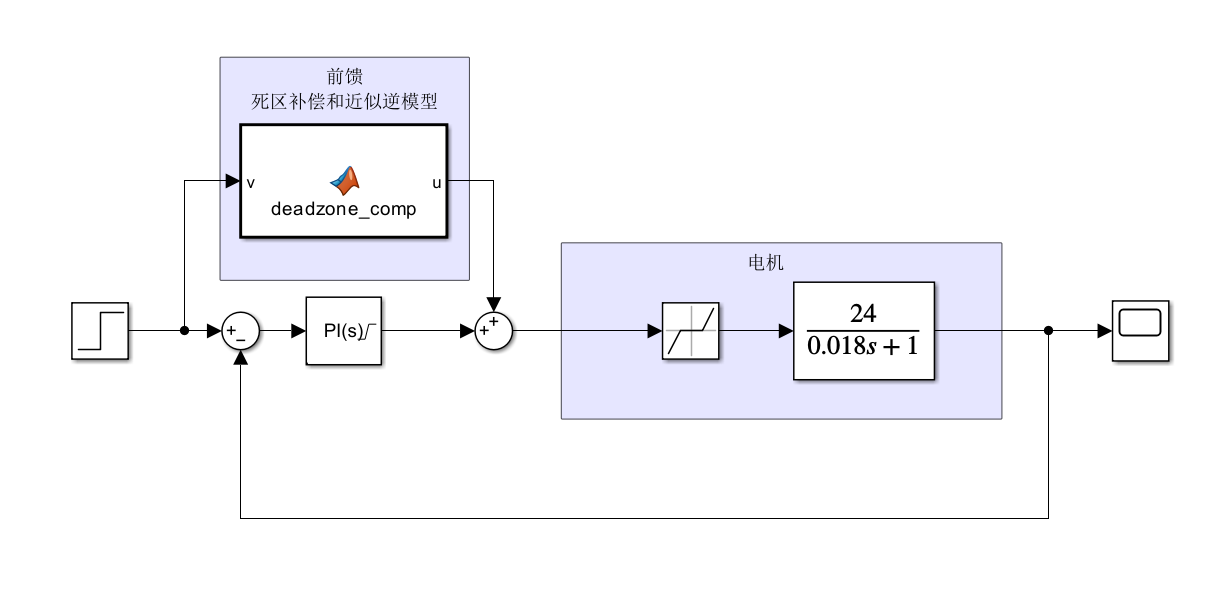 前馈
死区补偿和近似逆模型
v
u
deadzone_comp
电机
PI(s)
24
0.018s + 1